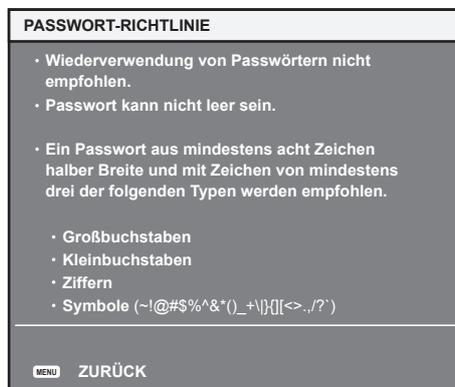 PASSWORT-RICHTLINIE
· Wiederverwendung von Passwörtern nicht
empfohlen.
· Passwort kann nicht leer sein.
· Ein Passwort aus mindestens acht Zeichen
halber Breite und mit Zeichen von mindestens
drei der folgenden Typen werden empfohlen.
· Großbuchstaben
· Kleinbuchstaben
· Ziffern
· Symbole (~!@#$%^&*()_+\|}{][<>.,/?`)
MENU ZURÜCK